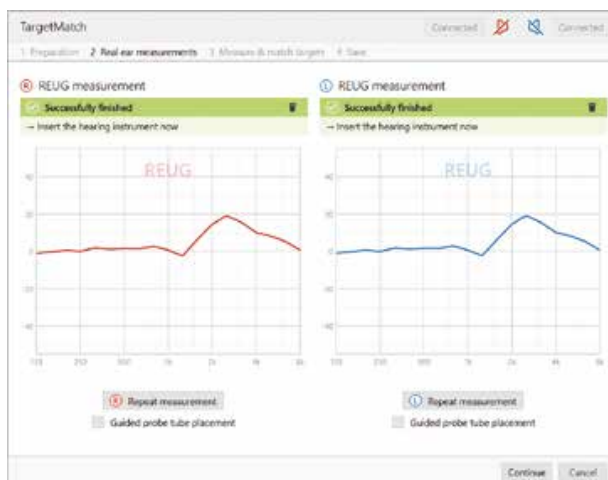 TargetMatch
Connected
Connected
1 Preparation 2 Real ear measurements 3 Measure & match targets 4 Save
R REUG measurement
Successfully finished
→ Insert the hearing instrument now
REUG
40
20
0
-20
-40
125 250 500 1k 2k 4k 8k
R Repeat measurement
Guided probe tube placement
L REUG measurement
Successfully finished
→ Insert the hearing instrument now
REUG
40
20
0
-20
-40
125 250 500 1k 2k 4k 8k
L Repeat measurement
Guided probe tube placement
Continue Cancel